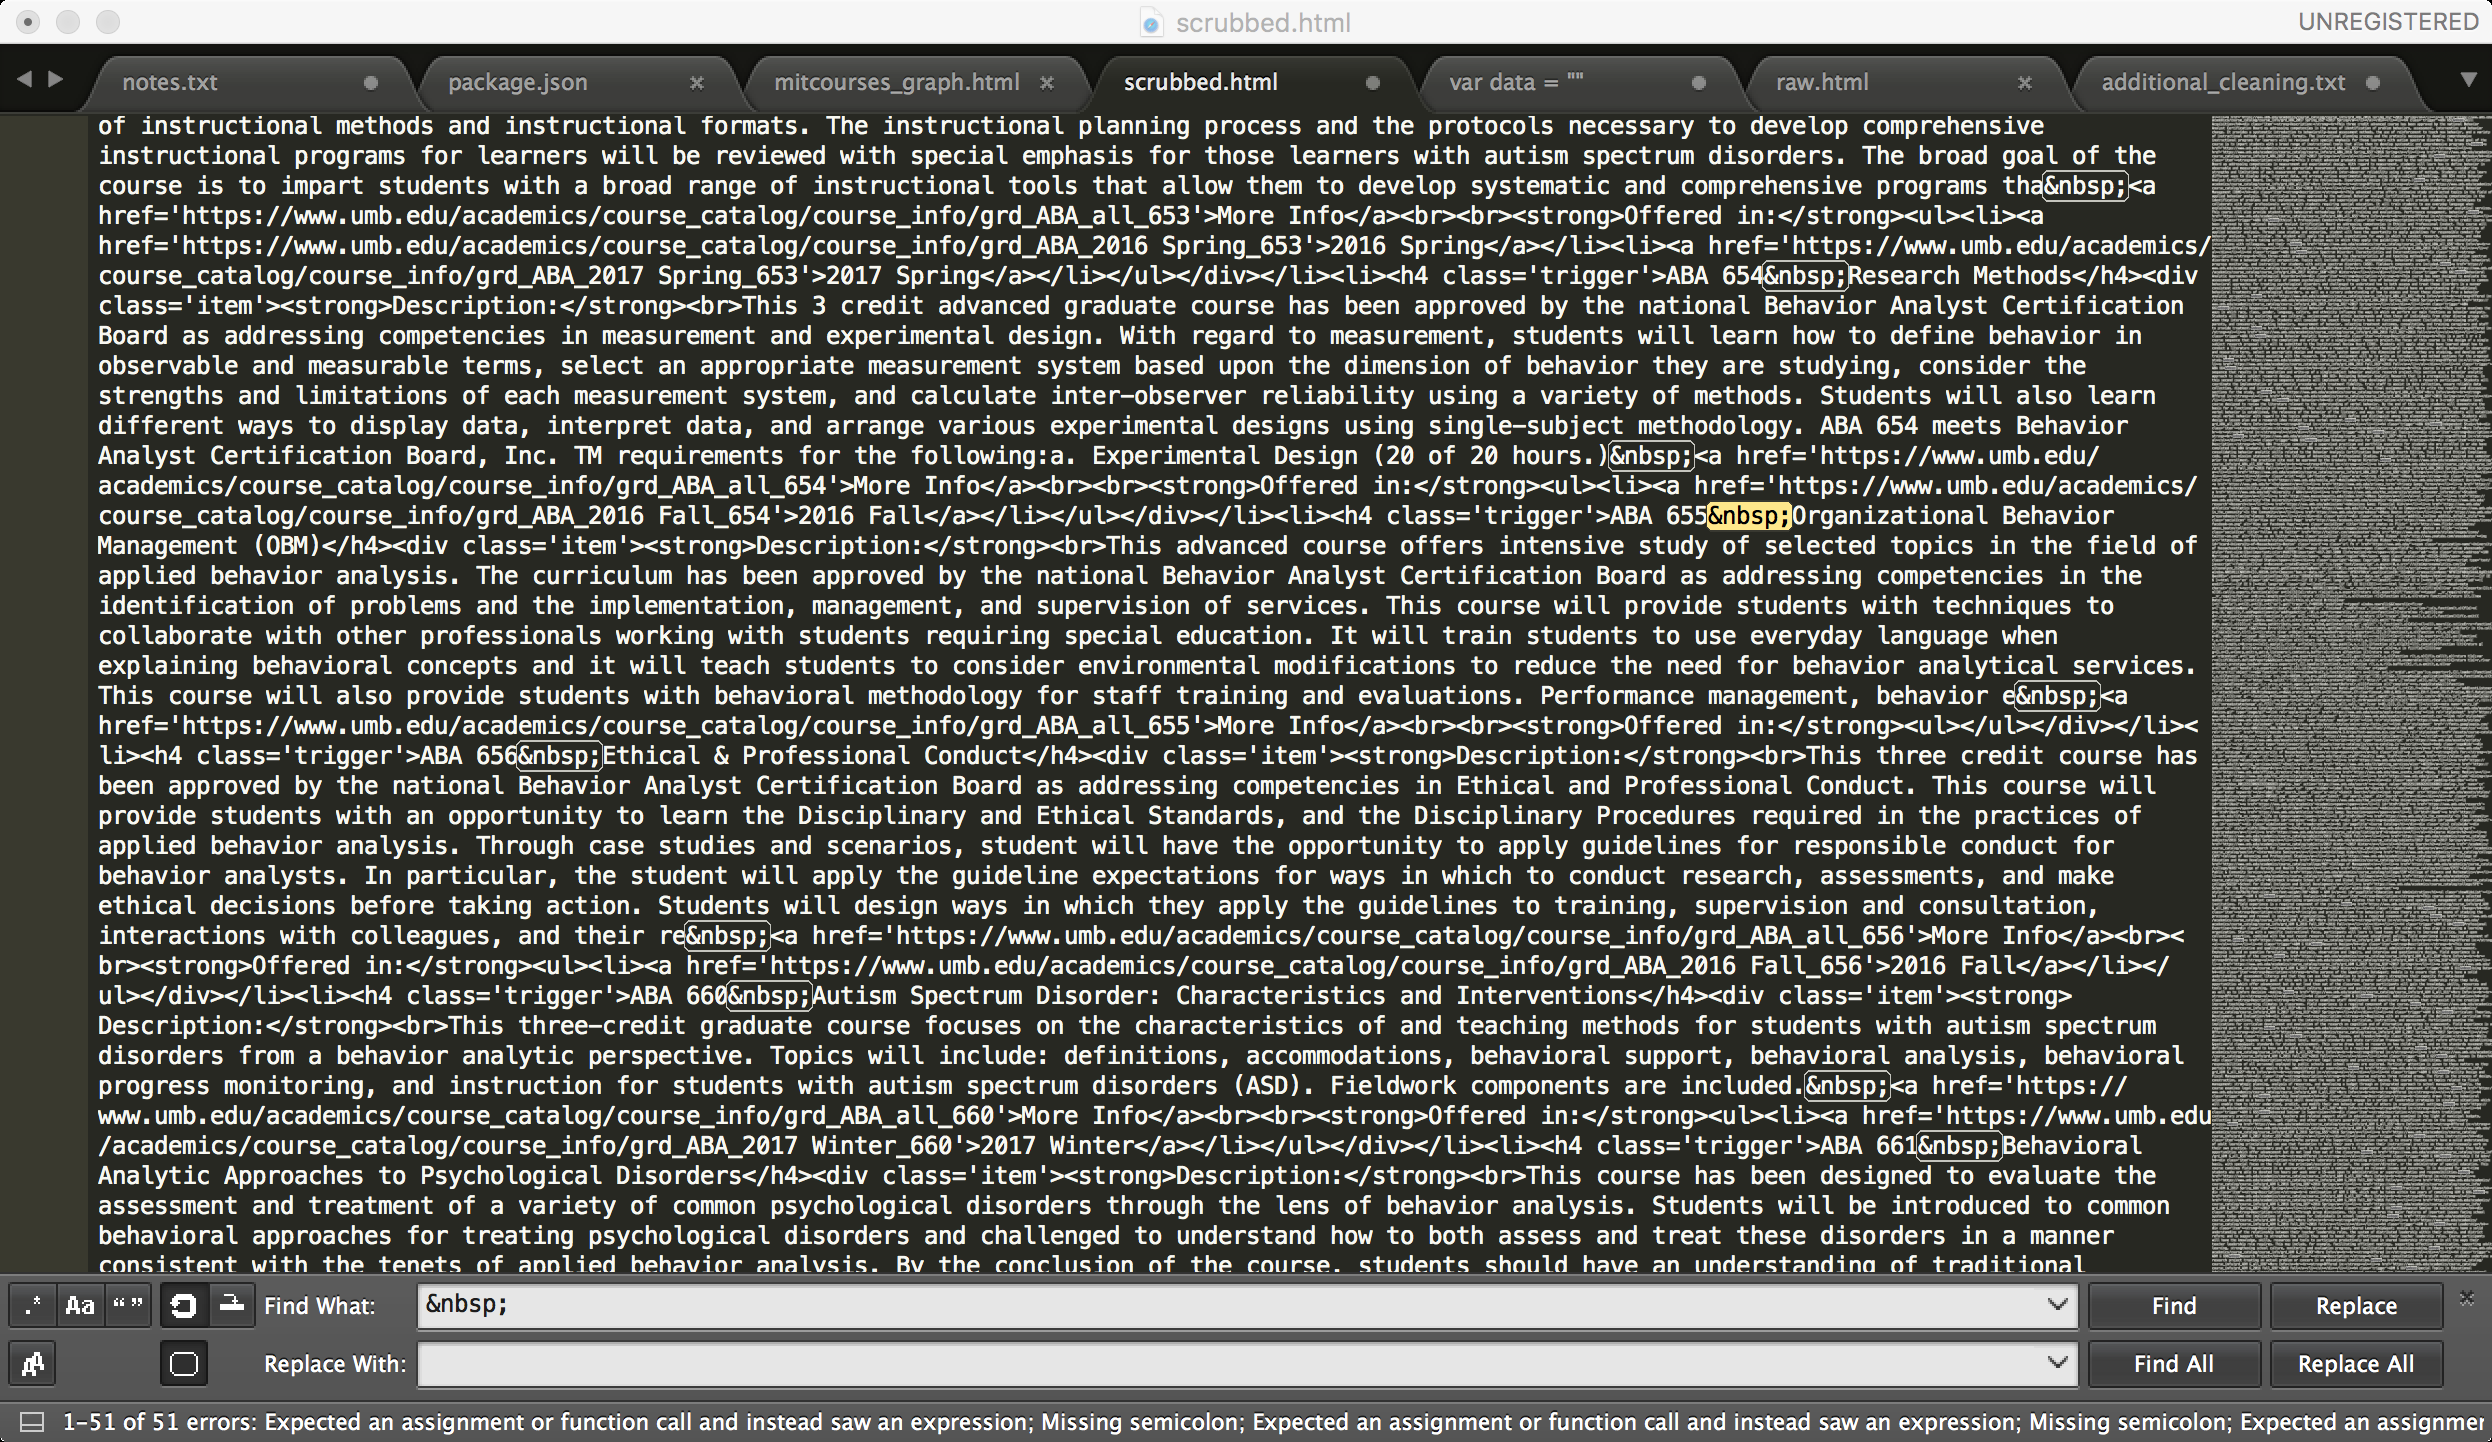 scrubbed.html
UNREGISTERED
notes.txt
package.json
mitcourses_graph.html
scrubbed.html
var data = ""
raw.html
additional_cleaning.txt
of instructional methods and instructional formats. The instructional planning process and the protocols necessary to develop comprehensive
instructional programs for learners will be reviewed with special emphasis for those learners with autism spectrum disorders. The broad goal of the
course is to impart students with a broad range of instructional tools that allow them to develop systematic and comprehensive programs tha&nbsp;<a
href='https://www.umb.edu/academics/course_catalog/course_info/grd_ABA_all_653'>More Info</a><br><br><strong>Offered in:</strong><ul><li><a
href='https://www.umb.edu/academics/course_catalog/course_info/grd_ABA_2016 Spring_653'>2016 Spring</a></li><li><a href='https://www.umb.edu/academics/
course_catalog/course_info/grd_ABA_2017 Spring_653'>2017 Spring</a></li></ul></div></li><li><h4 class='trigger'>ABA 654&nbsp;Research Methods</h4><div
class='item'><strong>Description:</strong><br>This 3 credit advanced graduate course has been approved by the national Behavior Analyst Certification
Board as addressing competencies in measurement and experimental design. With regard to measurement, students will learn how to define behavior in
observable and measurable terms, select an appropriate measurement system based upon the dimension of behavior they are studying, consider the
strengths and limitations of each measurement system, and calculate inter-observer reliability using a variety of methods. Students will also learn
different ways to display data, interpret data, and arrange various experimental designs using single-subject methodology. ABA 654 meets Behavior
Analyst Certification Board, Inc. TM requirements for the following:a. Experimental Design (20 of 20 hours.)&nbsp;<a href='https://www.umb.edu/
academics/course_catalog/course_info/grd_ABA_all_654'>More Info</a><br><br><strong>Offered in:</strong><ul><li><a href='https://www.umb.edu/academics/
course_catalog/course_info/grd_ABA_2016 Fall_654'>2016 Fall</a></li></ul></div></li><li><h4 class='trigger'>ABA 655&nbsp;Organizational Behavior
Management (OBM)</h4><div class='item'><strong>Description:</strong><br>This advanced course offers intensive study of selected topics in the field of
applied behavior analysis. The curriculum has been approved by the national Behavior Analyst Certification Board as addressing competencies in the
identification of problems and the implementation, management, and supervision of services. This course will provide students with techniques to
collaborate with other professionals working with students requiring special education. It will train students to use everyday language when
explaining behavioral concepts and it will teach students to consider environmental modifications to reduce the need for behavior analytical services.
This course will also provide students with behavioral methodology for staff training and evaluations. Performance management, behavior e&nbsp;<a
href='https://www.umb.edu/academics/course_catalog/course_info/grd_ABA_all_655'>More Info</a><br><br><strong>Offered in:</strong><ul></ul></div></li><
li><h4 class='trigger'>ABA 656&nbsp;Ethical & Professional Conduct</h4><div class='item'><strong>Description:</strong><br>This three credit course has
been approved by the national Behavior Analyst Certification Board as addressing competencies in Ethical and Professional Conduct. This course will
provide students with an opportunity to learn the Disciplinary and Ethical Standards, and the Disciplinary Procedures required in the practices of
applied behavior analysis. Through case studies and scenarios, student will have the opportunity to apply guidelines for responsible conduct for
behavior analysts. In particular, the student will apply the guideline expectations for ways in which to conduct research, assessments, and make
ethical decisions before taking action. Students will design ways in which they apply the guidelines to training, supervision and consultation,
interactions with colleagues, and their re&nbsp;<a href='https://www.umb.edu/academics/course_catalog/course_info/grd_ABA_all_656'>More Info</a><br><
br><strong>Offered in:</strong><ul><li><a href='https://www.umb.edu/academics/course_catalog/course_info/grd_ABA_2016 Fall_656'>2016 Fall</a></li></
ul></div></li><li><h4 class='trigger'>ABA 660&nbsp;Autism Spectrum Disorder: Characteristics and Interventions</h4><div class='item'><strong>
Description:</strong><br>This three-credit graduate course focuses on the characteristics of and teaching methods for students with autism spectrum
disorders from a behavior analytic perspective. Topics will include: definitions, accommodations, behavioral support, behavioral analysis, behavioral
progress monitoring, and instruction for students with autism spectrum disorders (ASD). Fieldwork components are included.&nbsp;<a href='https://
www.umb.edu/academics/course_catalog/course_info/grd_ABA_all_660'>More Info</a><br><br><strong>Offered in:</strong><ul><li><a href='https://www.umb.edu
/academics/course_catalog/course_info/grd_ABA_2017 Winter_660'>2017 Winter</a></li></ul></div></li><li><h4 class='trigger'>ABA 661&nbsp;Behavioral
Analytic Approaches to Psychological Disorders</h4><div class='item'><strong>Description:</strong><br>This course has been designed to evaluate the
assessment and treatment of a variety of common psychological disorders through the lens of behavior analysis. Students will be introduced to common
behavioral approaches for treating psychological disorders and challenged to understand how to both assess and treat these disorders in a manner
consistent with the tenets of applied behavior analysis. By the conclusion of the course, students should have an understanding of traditional
.* Aa “ ” Find What: &nbsp; Find Replace
Replace With: Find All Replace All
1-51 of 51 errors: Expected an assignment or function call and instead saw an expression; Missing semicolon; Expected an assignment or function call and instead saw an expression; Missing semicolon; Expected an assignmer